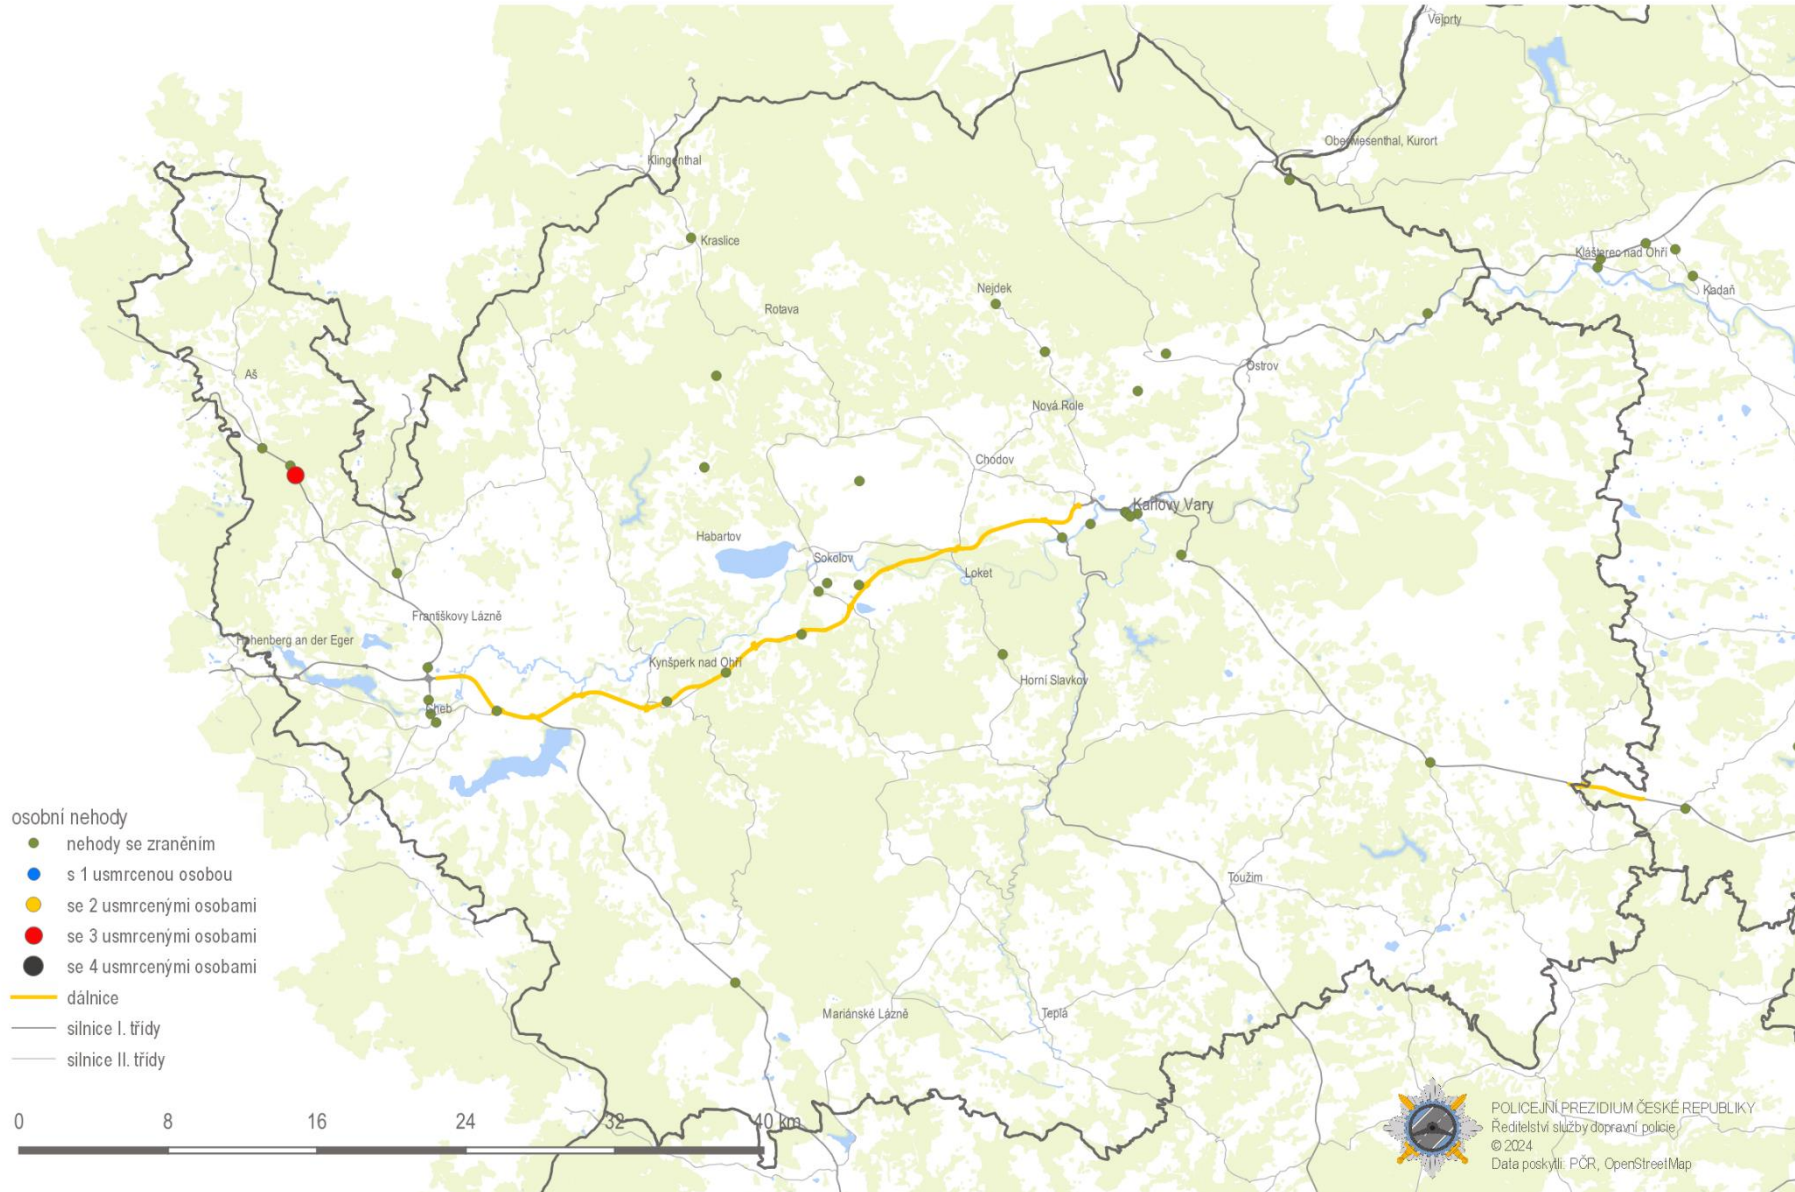 Vejprty
Oberwiesenthal, Kurort
Klingenthal
Kraslice
Klášterec nad Ohří
Kadaň
Nejdek
Rotava
Aš
Ostrov
Nová Role
Chodov
Karlovy Vary
Habartov
Sokolov
Loket
Františkovy Lázně
Hohenberg an der Eger
Kynšperk nad Ohří
Horní Slavkov
Cheb
osobní nehody
nehody se zraněním
s 1 usmrcenou osobou
se 2 usmrcenými osobami
se 3 usmrcenými osobami
se 4 usmrcenými osobami
dálnice
silnice I. třídy
silnice II. třídy
Toužim
Mariánské Lázně
Teplá
0 8 16 24 32 40 km
POLICEJNÍ PREZIDIUM ČESKÉ REPUBLIKY
Ředitelství služby dopravní policie
© 2024
Data poskytli: PČR, OpenStreetMap